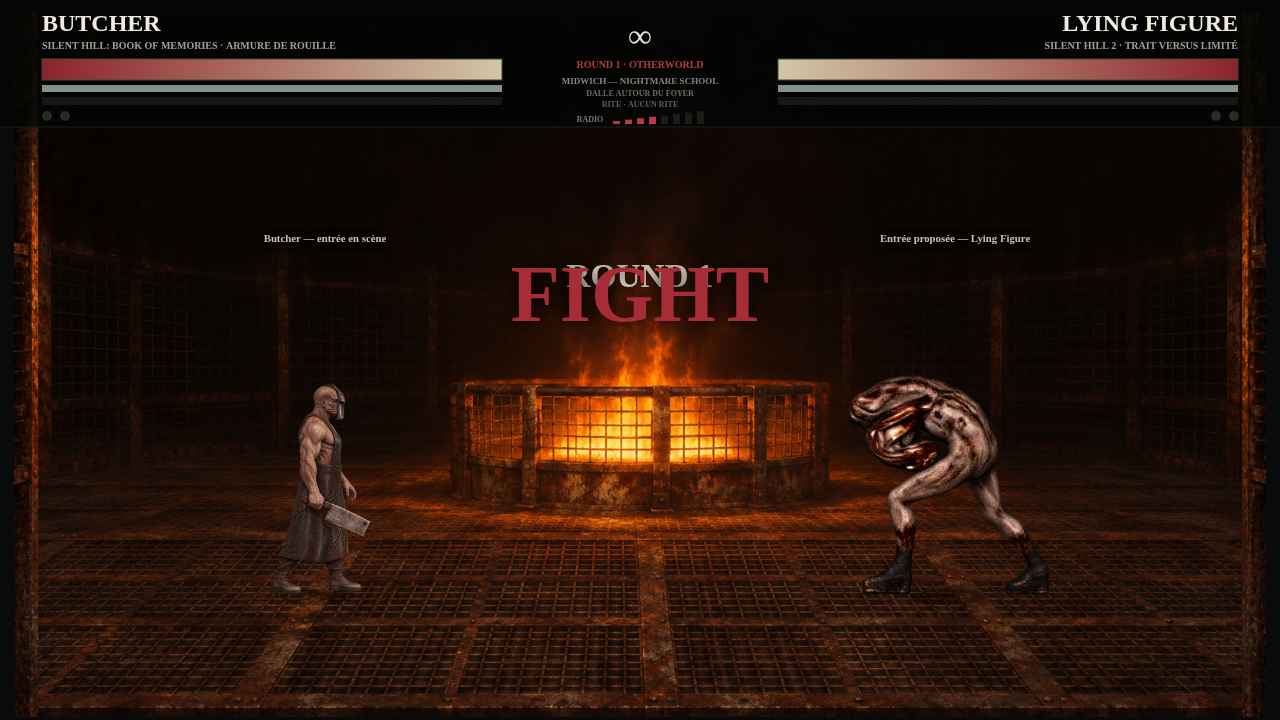 BUTCHER
SILENT HILL: BOOK OF MEMORIES · ARMURE DE ROUILLE
∞
ROUND 1 · OTHERWORLD
MIDWICH — NIGHTMARE SCHOOL
DALLE AUTOUR DU FOYER
RITE · AUCUN RITE
RADIO
LYING FIGURE
SILENT HILL 2 · TRAIT VERSUS LIMITÉ
Butcher — entrée en scène
Entrée proposée — Lying Figure
ROUND 1
FIGHT